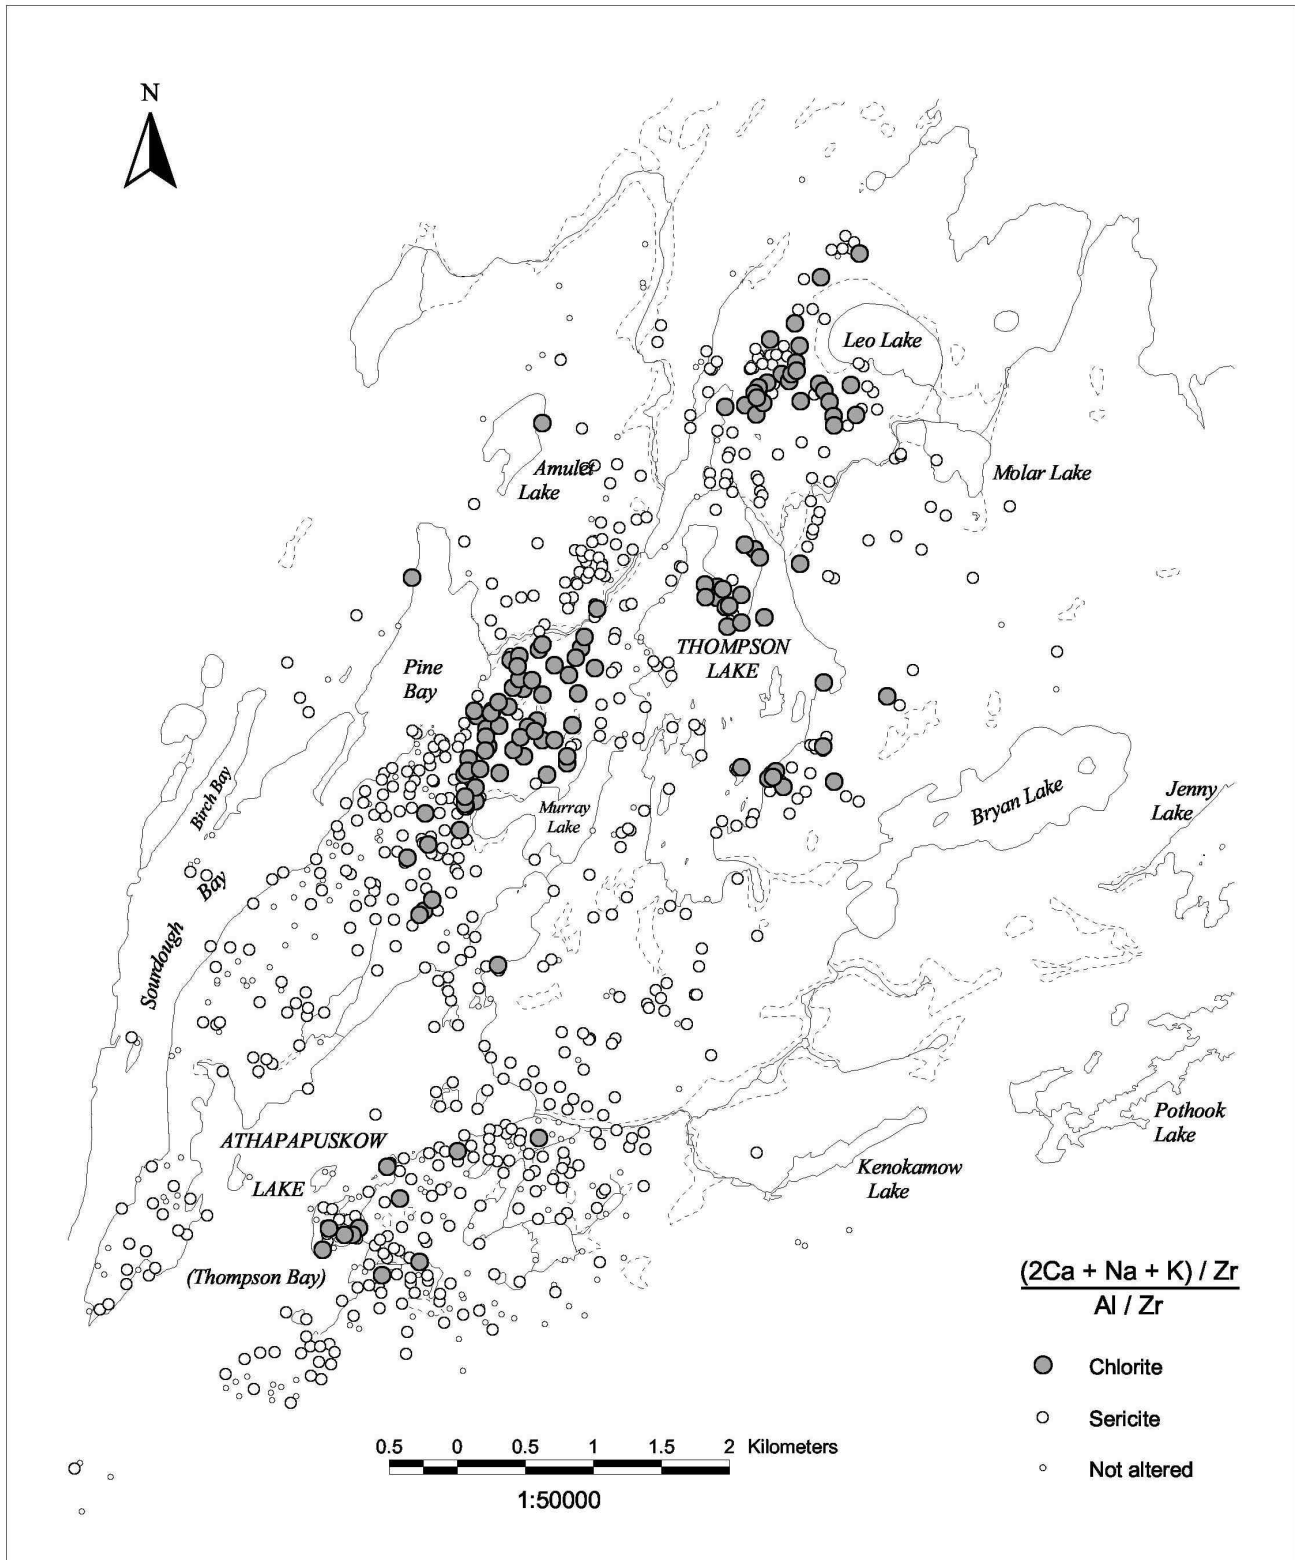 N
Leo Lake
Molar Lake
Amulet
Lake
THOMPSON
LAKE
Pine
Bay
Birch Bay
Murray
Lake
Bryan Lake
Jenny
Lake
Sourdough
Bay
Pothook
Lake
ATHAPAPUSKOW
LAKE
Kenokamow
Lake
(Thompson Bay)
(2Ca + Na + K) / Zr
Al / Zr
Chlorite
Sericite
Not altered
0.5 0 0.5 1 1.5 2 Kilometers
1:50000